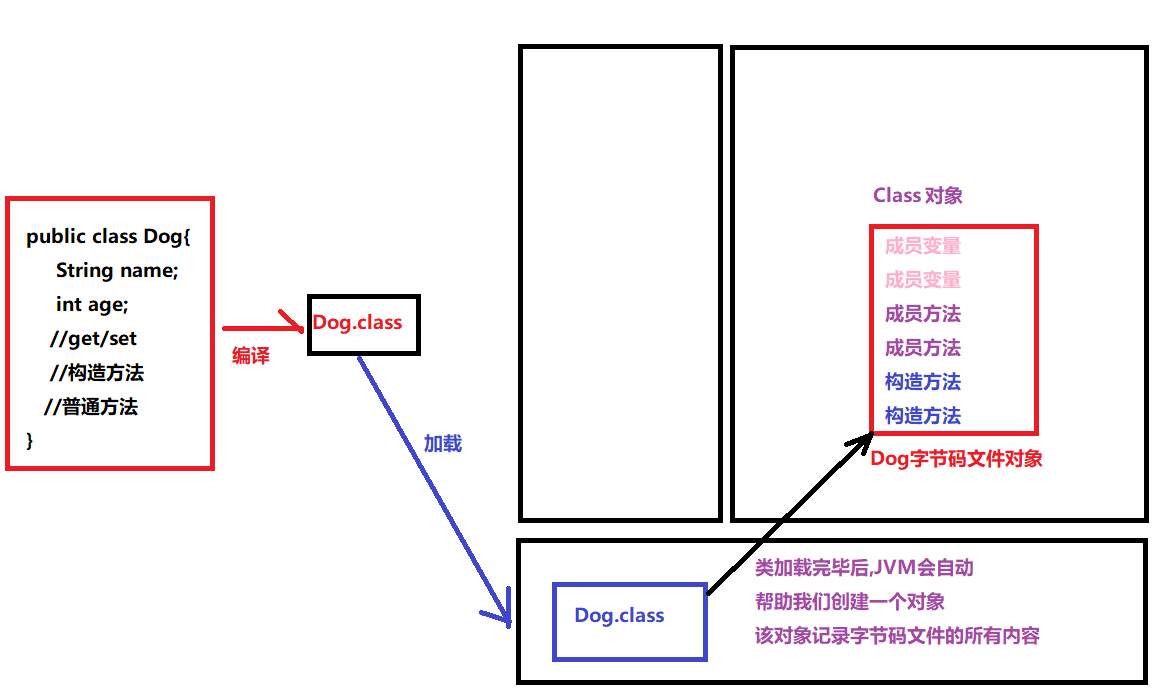 public class Dog{
String name;
int age;
//get/set
//构造方法
//普通方法
}
编译
Dog.class
加载
Class 对象
成员变量
成员变量
成员方法
成员方法
构造方法
构造方法
Dog字节码文件对象
Dog.class
类加载完毕后,JVM会自动
帮助我们创建一个对象
该对象记录字节码文件的所有内容